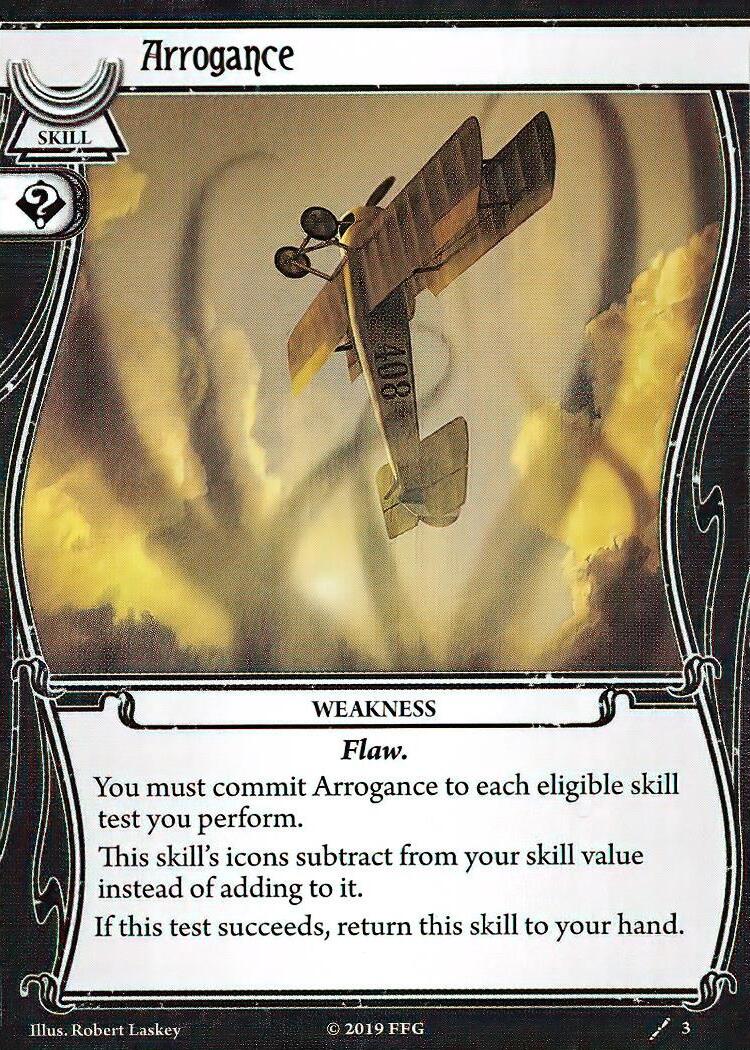 Arrogance
SKILL
?
408
WEAKNESS
Flaw.
You must commit Arrogance to each eligible skill
test you perform.
This skill's icons subtract from your skill value
instead of adding to it.
If this test succeeds, return this skill to your hand.
Illus. Robert Laskey
© 2019 FFG
3